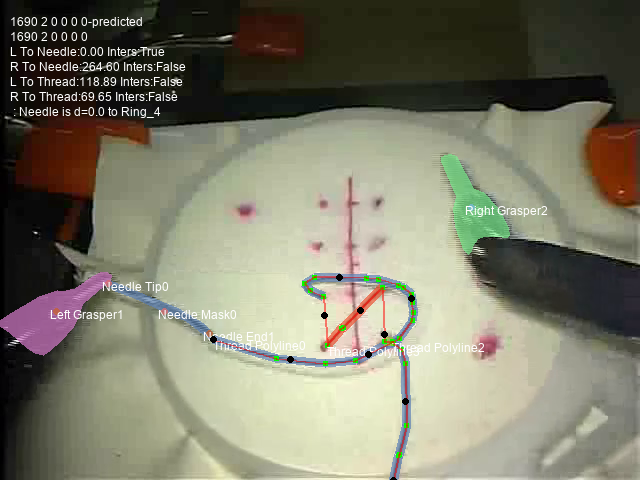 1690 2 0 0 0 0-predicted
1690 2 0 0 0 0
L To Needle:0.00 Inters:True
R To Needle:264.60 Inters:False
L To Thread:118.89 Inters:False
R To Thread:69.65 Inters:False
: Needle is d=0.0 to Ring_4
Right Grasper2
Needle Tip0
Left Grasper1
Needle Mask0
Needle End1
Thread Polyline0
Thread Polyline2